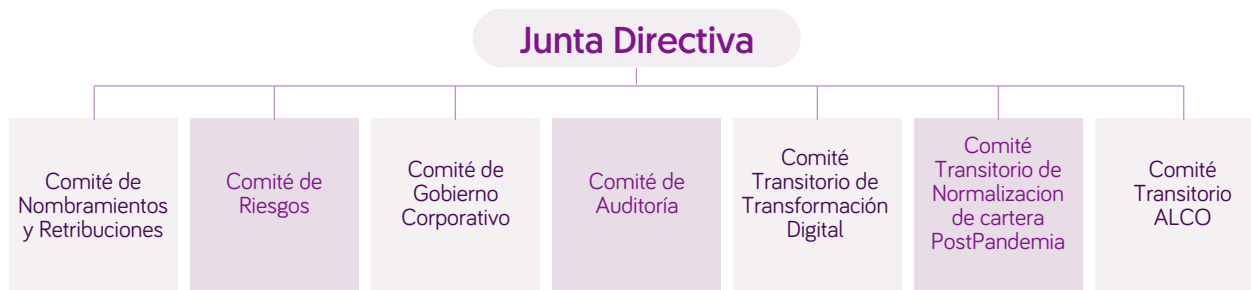 Junta Directiva
Comité de
Nombramientos
y Retribuciones
Comité de
Riesgos
Comité de
Gobierno
Corporativo
Comité de
Auditoría
Comité
Transitorio de
Transformación
Digital
Comité
Transitorio de
Normalizacion
de cartera
PostPandemia
Comité
Transitorio
ALCO